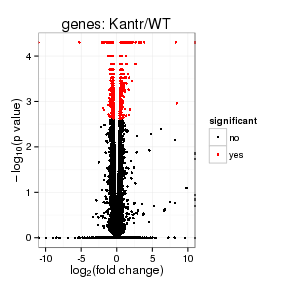 genes: Kantr/WT
−log10(p value)
4
3
2
1
0
-10
-5
0
5
10
log2(fold change)
significant
no
yes